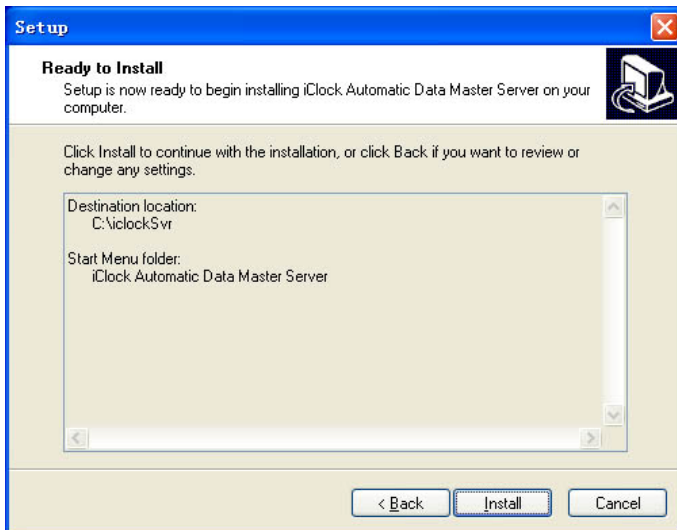 Setup
Ready to Install
Setup is now ready to begin installing iClock Automatic Data Master Server on your
computer.
Click Install to continue with the installation, or click Back if you want to review or
change any settings.
Destination location:
C:\iclockSvr
Start Menu folder:
iClock Automatic Data Master Server
< Back
Install
Cancel